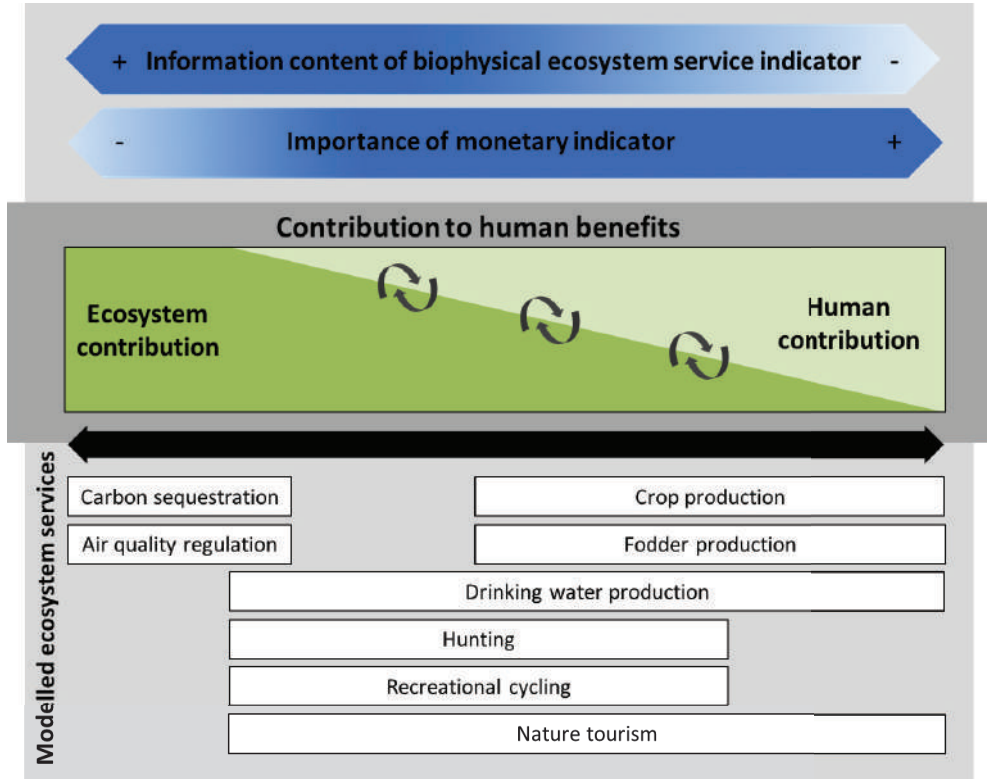 + Information content of biophysical ecosystem service indicator -
- Importance of monetary indicator +
Contribution to human benefits
Ecosystem
contribution
Human
contribution
Modelled ecosystem services
Carbon sequestration
Crop production
Air quality regulation
Fodder production
Drinking water production
Hunting
Recreational cycling
Nature tourism